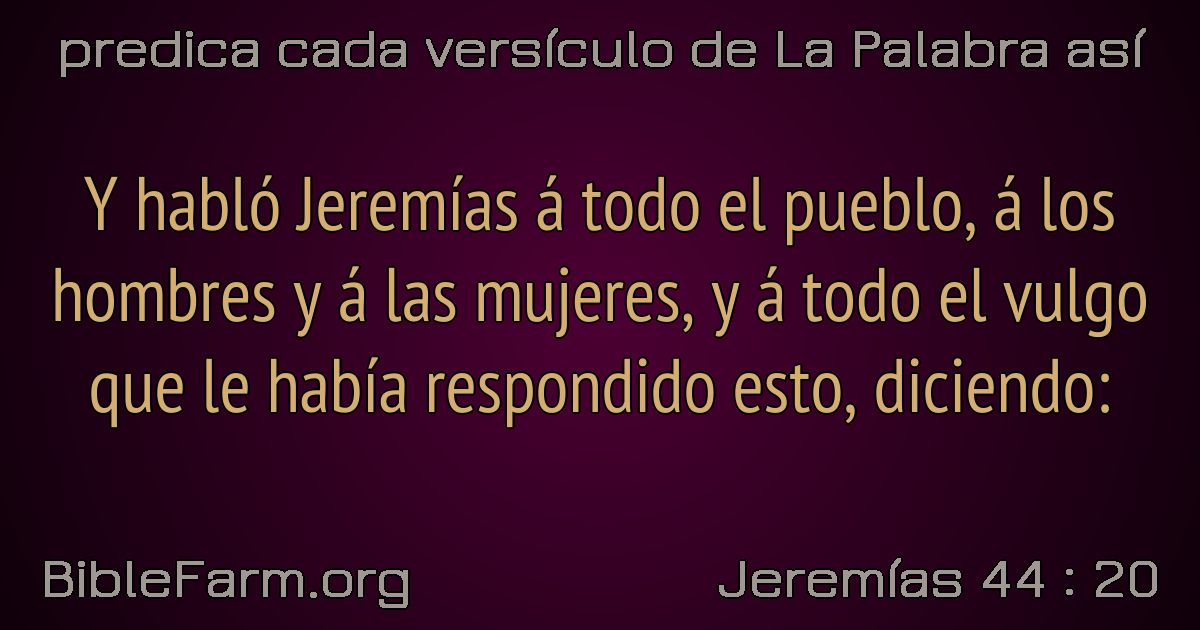 predica cada versículo de La Palabra así
Y habló Jeremías á todo el pueblo, á los
hombres y á las mujeres, y á todo el vulgo
que le había respondido esto, diciendo:
BibleFarm.org
Jeremías 44 : 20